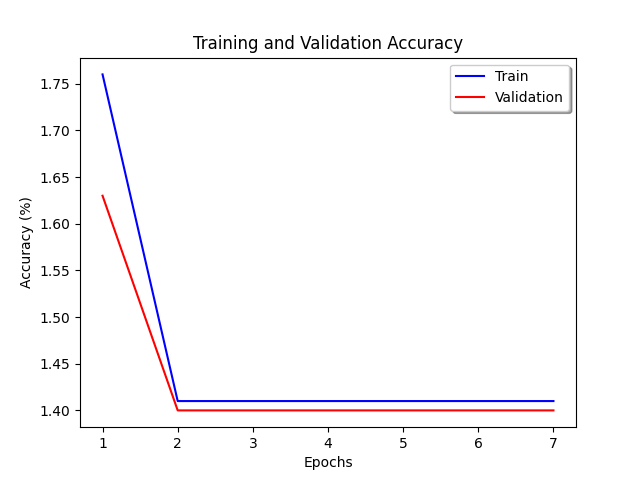 Training and Validation Accuracy
Train
Validation
Accuracy (%)
1.75
1.70
1.65
1.60
1.55
1.50
1.45
1.40
1 2 3 4 5 6 7
Epochs